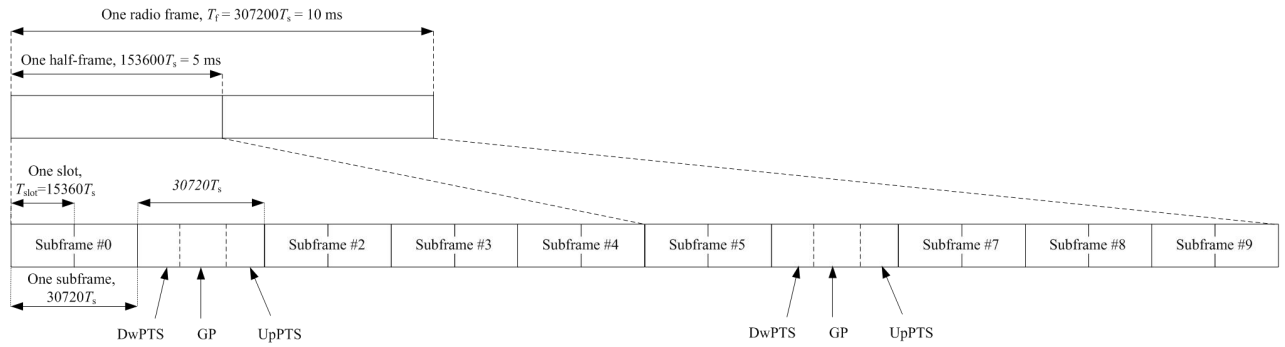 One radio frame, Tf = 307200Ts = 10 ms
One half-frame, 153600Ts = 5 ms
One slot,
Tslot=15360Ts
30720Ts
Subframe #0
Subframe #2
Subframe #3
Subframe #4
Subframe #5
Subframe #7
Subframe #8
Subframe #9
One subframe,
30720Ts
DwPTS
GP
UpPTS
DwPTS
GP
UpPTS